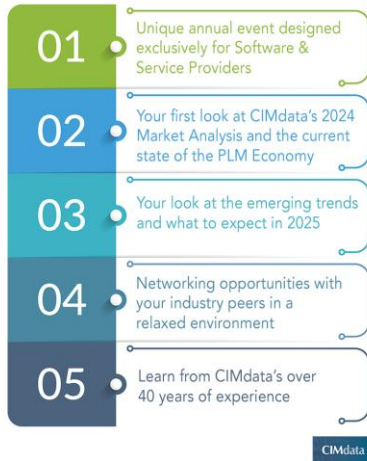 01
Unique annual event designed
exclusively for Software &
Service Providers
02
Your first look at CIMdata's 2024
Market Analysis and the current
state of the PLM Economy
03
Your look at the emerging trends
and what to expect in 2025
04
Networking opportunities with
your industry peers in a
relaxed environment
05
Learn from CIMdata's over
40 years of experience
CIMdata